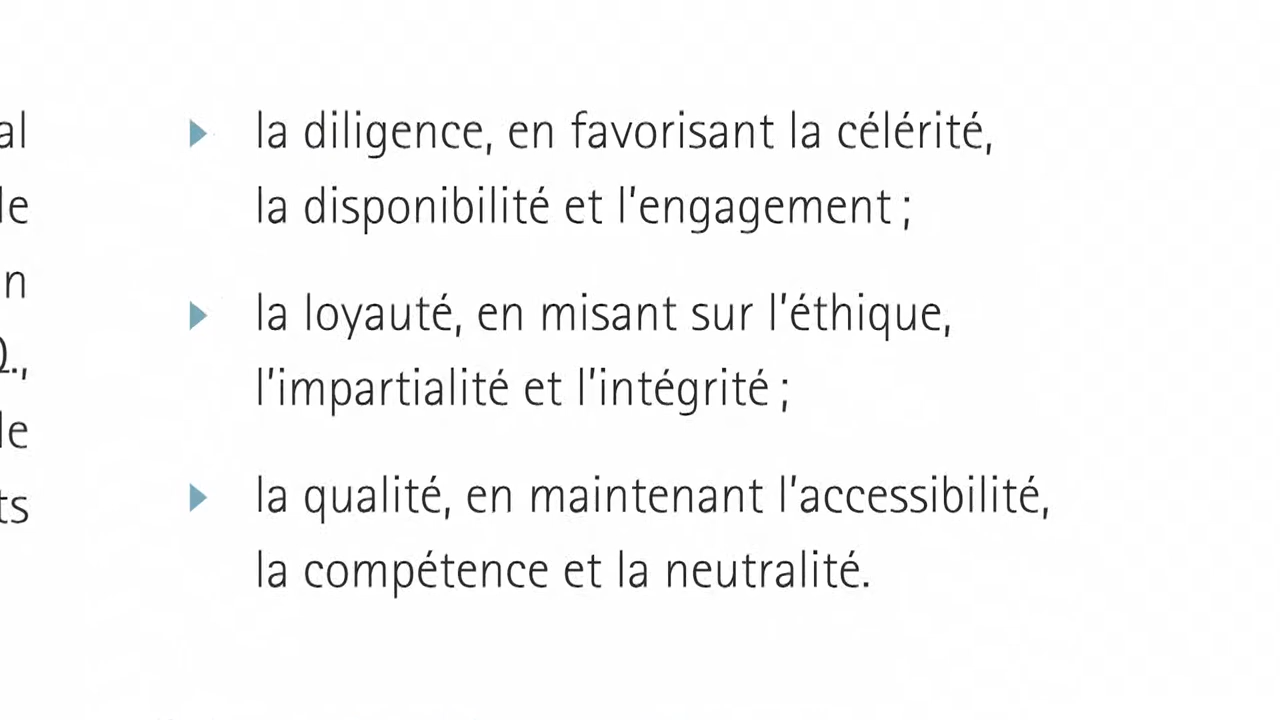 la diligence, en favorisant la célérité,
la disponibilité et l'engagement ;
la loyauté, en misant sur l'éthique,
l'impartialité et l'intégrité ;
la qualité, en maintenant l'accessibilité,
la compétence et la neutralité.